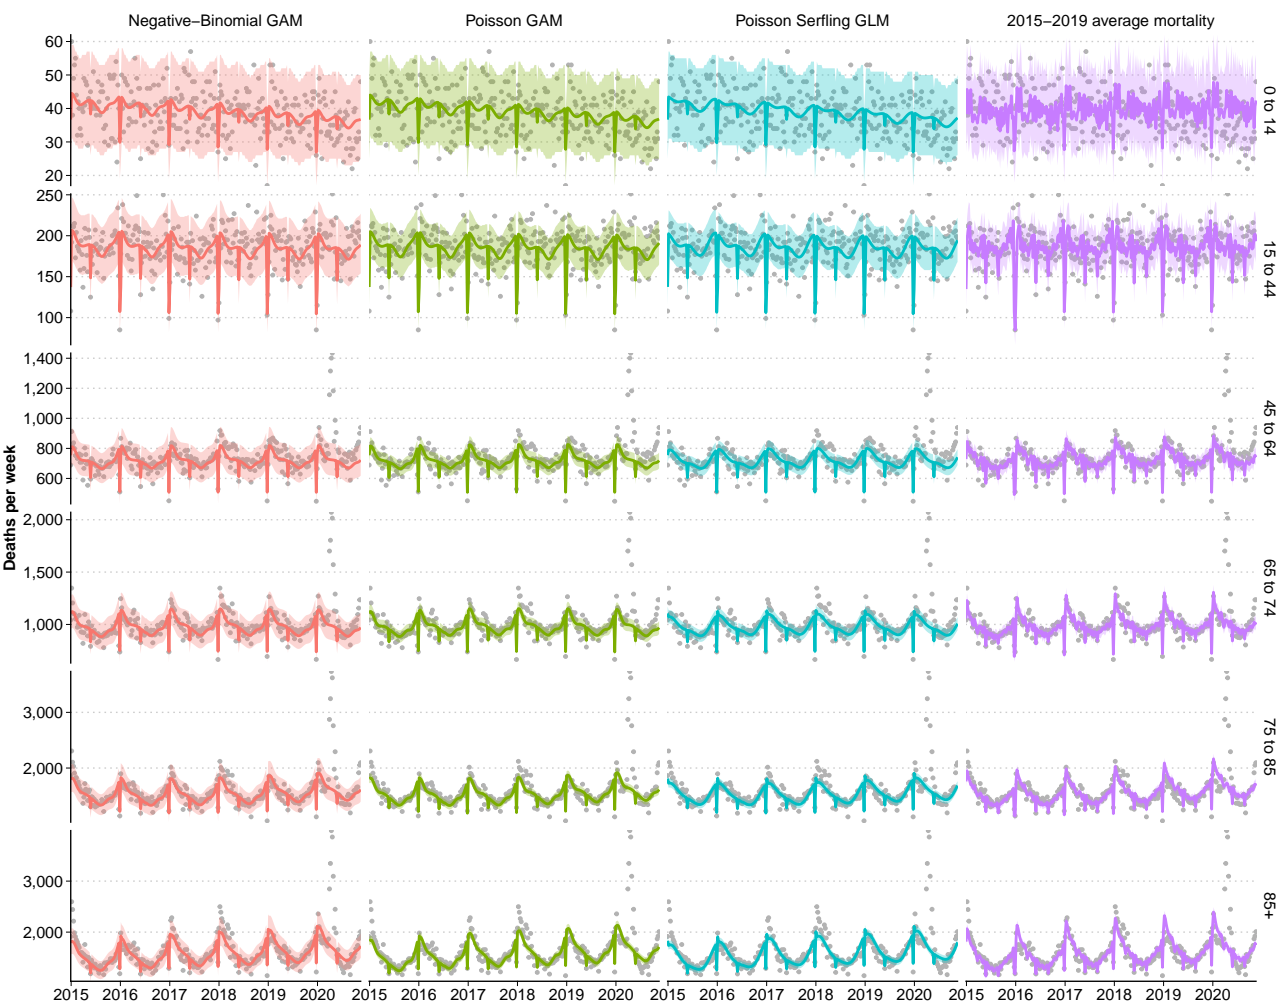 Negative−Binomial GAM
Poisson GAM
Poisson Serfling GLM
2015−2019 average mortality
Deaths per week
60
50
40
30
20
0 to 14
250
200
150
100
15 to 44
1,400
1,200
1,000
800
600
45 to 64
2,000
1,500
1,000
65 to 74
3,000
2,000
75 to 85
3,000
2,000
85+
2015 2016 2017 2018 2019 2020
2015 2016 2017 2018 2019 2020
2015 2016 2017 2018 2019 2020
2015 2016 2017 2018 2019 2020